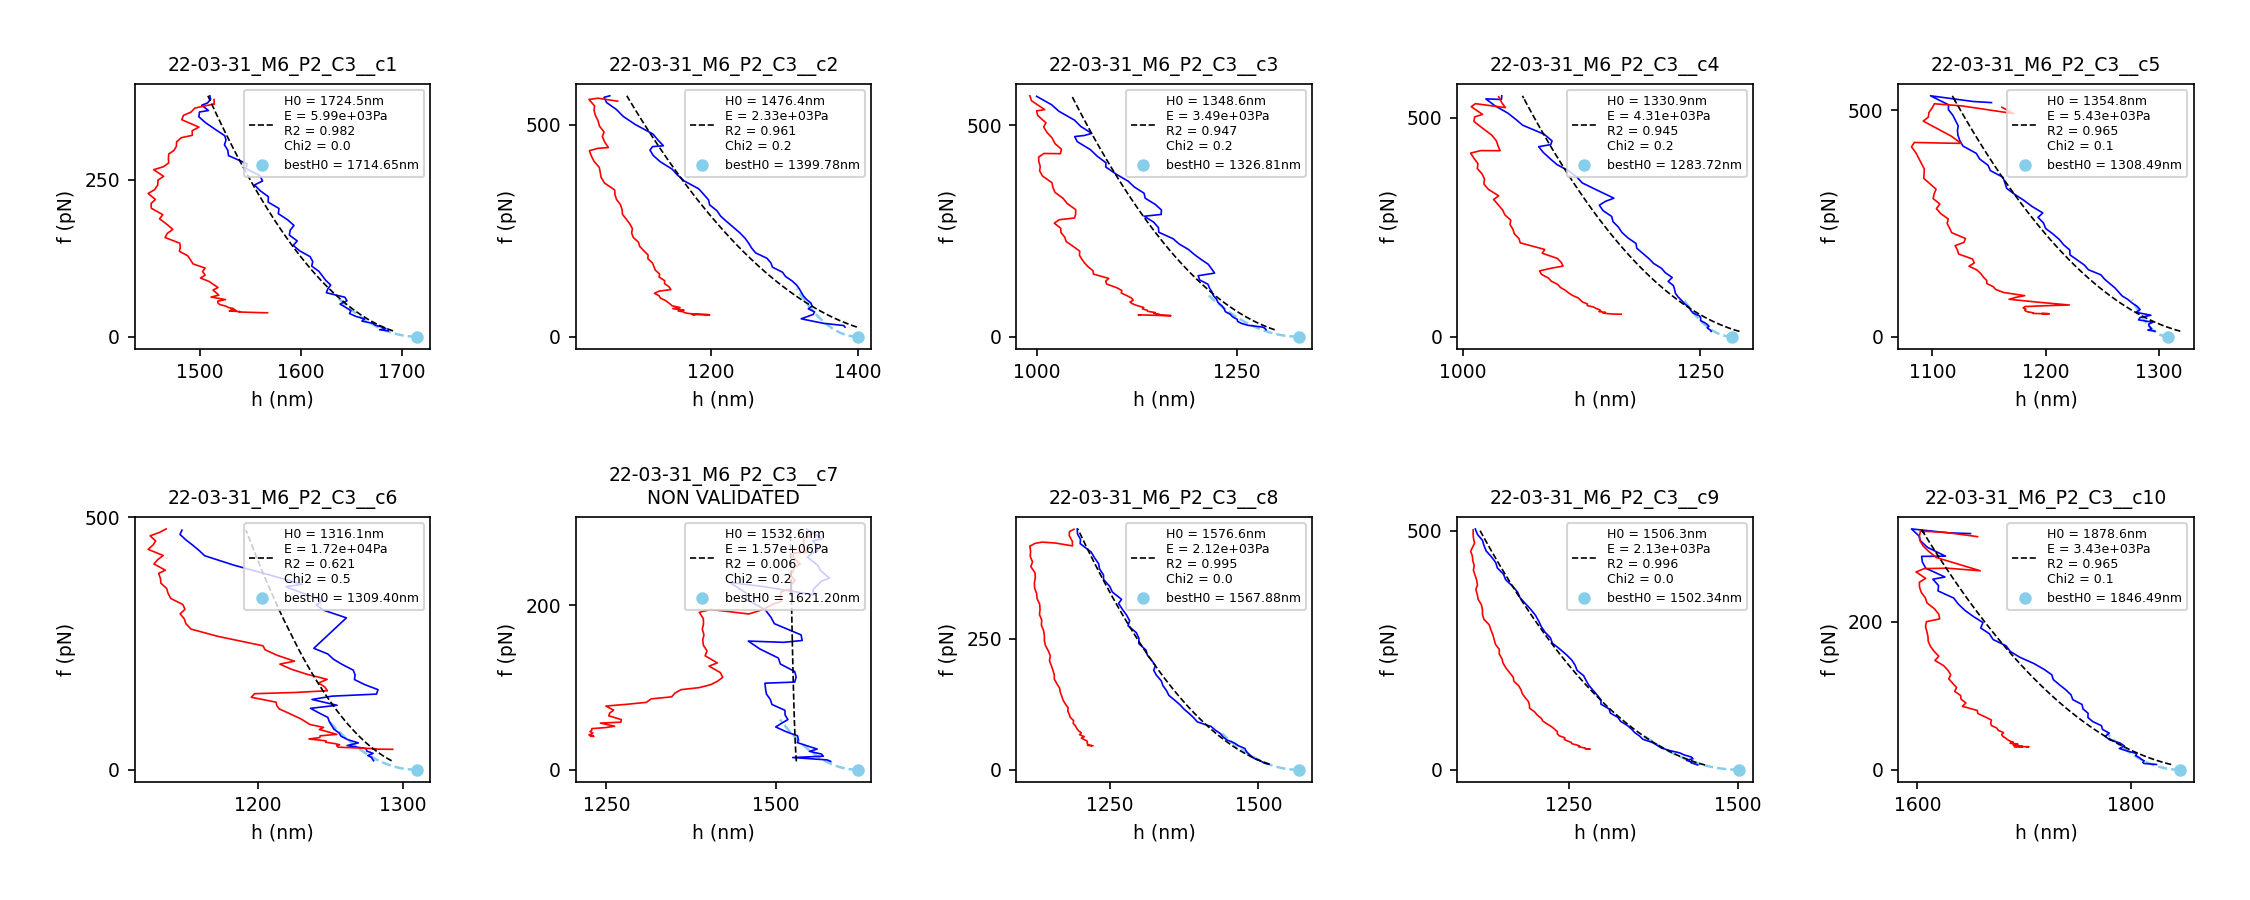 22-03-31_M6_P2_C3__c1
H0 = 1724.5nm
E = 5.99e+03Pa
R2 = 0.982
Chi2 = 0.0
bestH0 = 1714.65nm
250
0
f (pN)
1500 1600 1700
h (nm)
22-03-31_M6_P2_C3__c2
H0 = 1476.4nm
E = 2.33e+03Pa
R2 = 0.961
Chi2 = 0.2
bestH0 = 1399.78nm
500
0
f (pN)
1200 1400
h (nm)
22-03-31_M6_P2_C3__c3
H0 = 1348.6nm
E = 3.49e+03Pa
R2 = 0.947
Chi2 = 0.2
bestH0 = 1326.81nm
500
0
f (pN)
1000 1250
h (nm)
22-03-31_M6_P2_C3__c4
H0 = 1330.9nm
E = 4.31e+03Pa
R2 = 0.945
Chi2 = 0.2
bestH0 = 1283.72nm
500
0
f (pN)
1000 1250
h (nm)
22-03-31_M6_P2_C3__c5
H0 = 1354.8nm
E = 5.43e+03Pa
R2 = 0.965
Chi2 = 0.1
bestH0 = 1308.49nm
500
0
f (pN)
1100 1200 1300
h (nm)
22-03-31_M6_P2_C3__c6
H0 = 1316.1nm
E = 1.72e+04Pa
R2 = 0.621
Chi2 = 0.5
bestH0 = 1309.40nm
500
0
f (pN)
1200 1300
h (nm)
22-03-31_M6_P2_C3__c7
NON VALIDATED
H0 = 1532.6nm
E = 1.57e+06Pa
R2 = 0.006
Chi2 = 0.2
bestH0 = 1621.20nm
200
0
f (pN)
1250 1500
h (nm)
22-03-31_M6_P2_C3__c8
H0 = 1576.6nm
E = 2.12e+03Pa
R2 = 0.995
Chi2 = 0.0
bestH0 = 1567.88nm
250
0
f (pN)
1250 1500
h (nm)
22-03-31_M6_P2_C3__c9
H0 = 1506.3nm
E = 2.13e+03Pa
R2 = 0.996
Chi2 = 0.0
bestH0 = 1502.34nm
500
0
f (pN)
1250 1500
h (nm)
22-03-31_M6_P2_C3__c10
H0 = 1878.6nm
E = 3.43e+03Pa
R2 = 0.965
Chi2 = 0.1
bestH0 = 1846.49nm
200
0
f (pN)
1600 1800
h (nm)